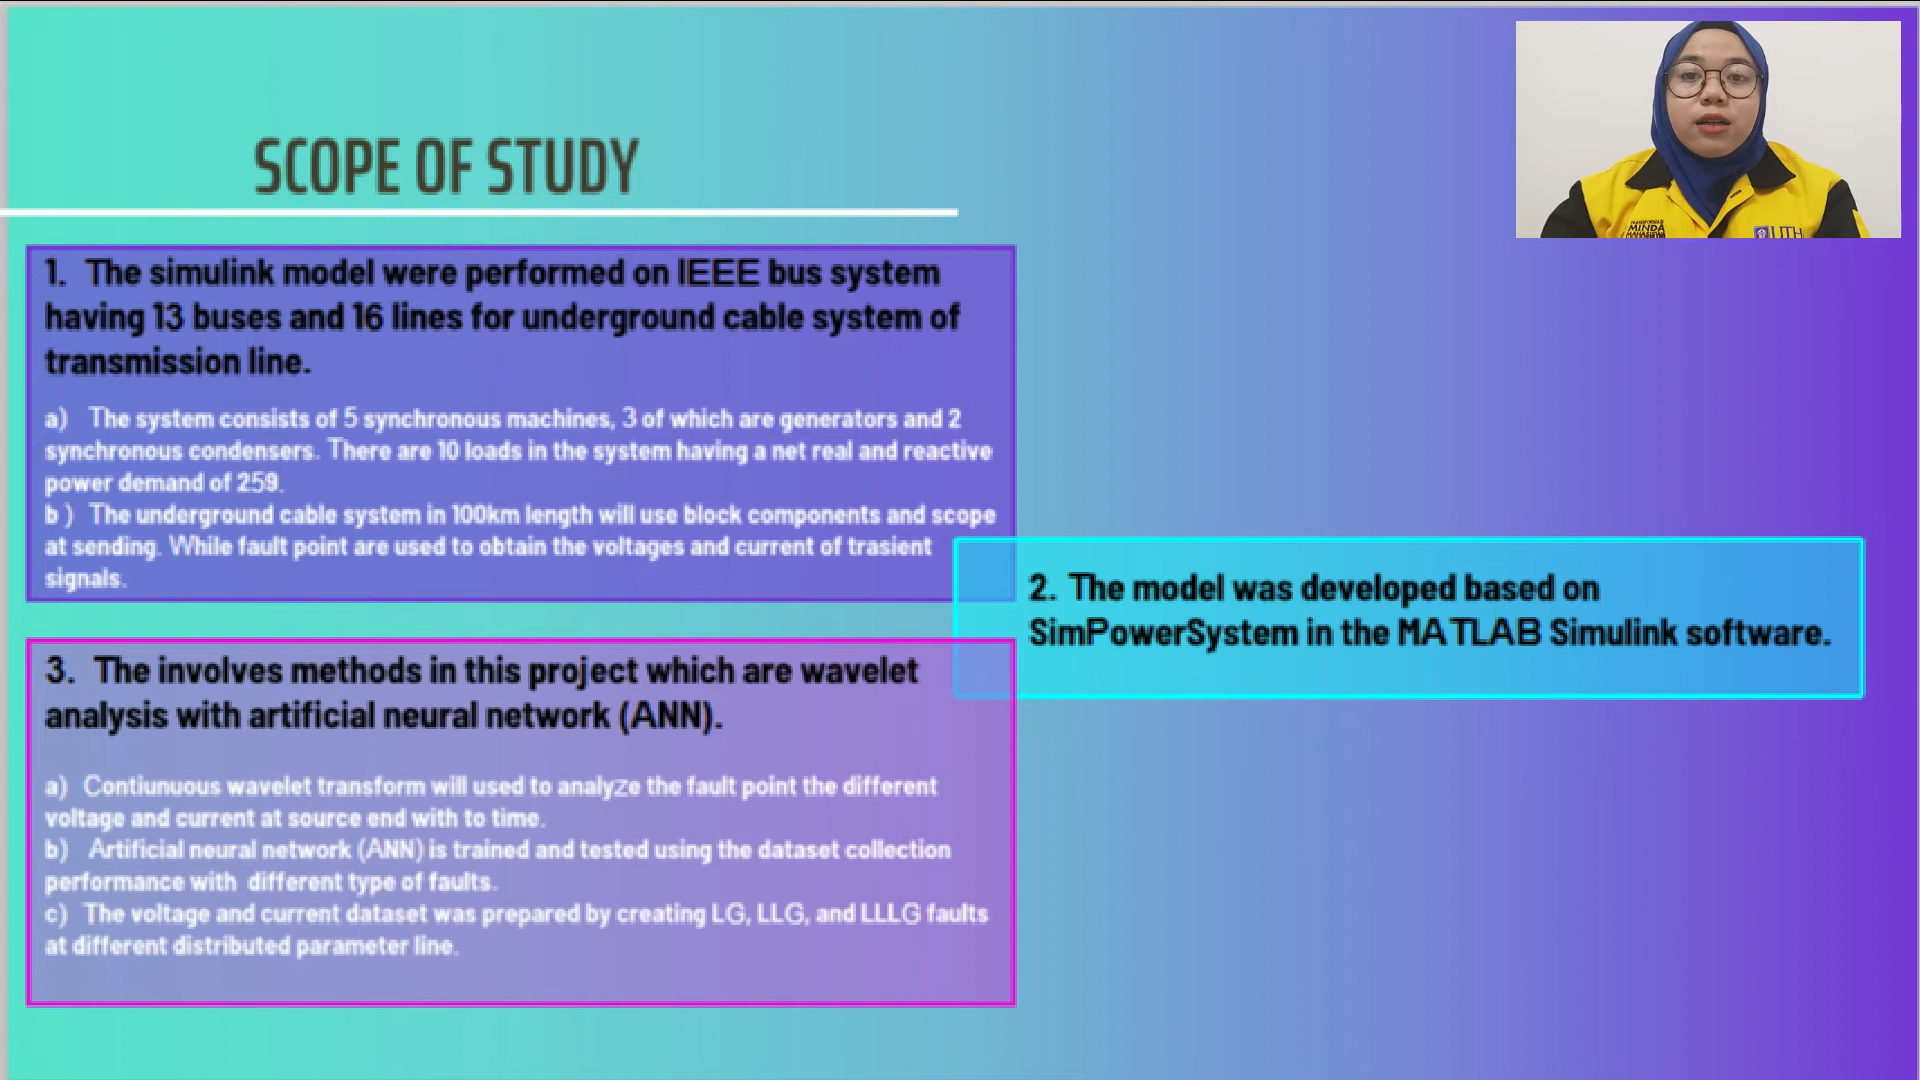 SCOPE OF STUDY
1. The simulink model were performed on IEEE bus system
having 13 buses and 16 lines for underground cable system of
transmission line.
a) The system consists of 5 synchronous machines, 3 of which are generators and 2
synchronous condensers. There are 10 loads in the system having a net real and reactive
power demand of 259.
b ) The underground cable system in 100km length will use block components and scope
at sending. While fault point are used to obtain the voltages and current of trasient
signals.
2. The model was developed based on
SimPowerSystem in the MATLAB Simulink software.
3. The involves methods in this project which are wavelet
analysis with artificial neural network (ANN).
a) Contiunuous wavelet transform will used to analyze the fault point the different
voltage and current at source end with to time.
b) Artificial neural network (ANN) is trained and tested using the dataset collection
performance with different type of faults.
c) The voltage and current dataset was prepared by creating LG, LLG, and LLLG faults
at different distributed parameter line.
MINDA
UTH